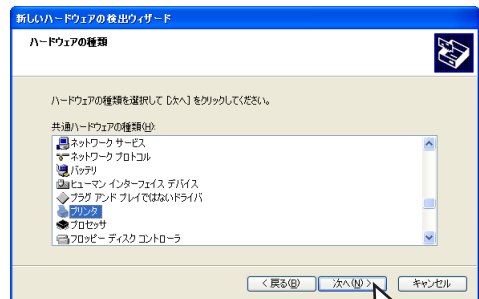 新しいハードウェアの検出ウィザード
ハードウェアの種類
ハードウェアの種類を選択して [次へ] をクリックしてください。
共通ハードウェアの種類(H):
ネットワーク サービス
ネットワーク プロトコル
バッテリ
ヒューマン インターフェイス デバイス
プラグ アンド プレイではないドライバ
プリンタ
プロセッサ
フロッピー ディスク コントローラ
< 戻る(B) 次へ(N) > キャンセル